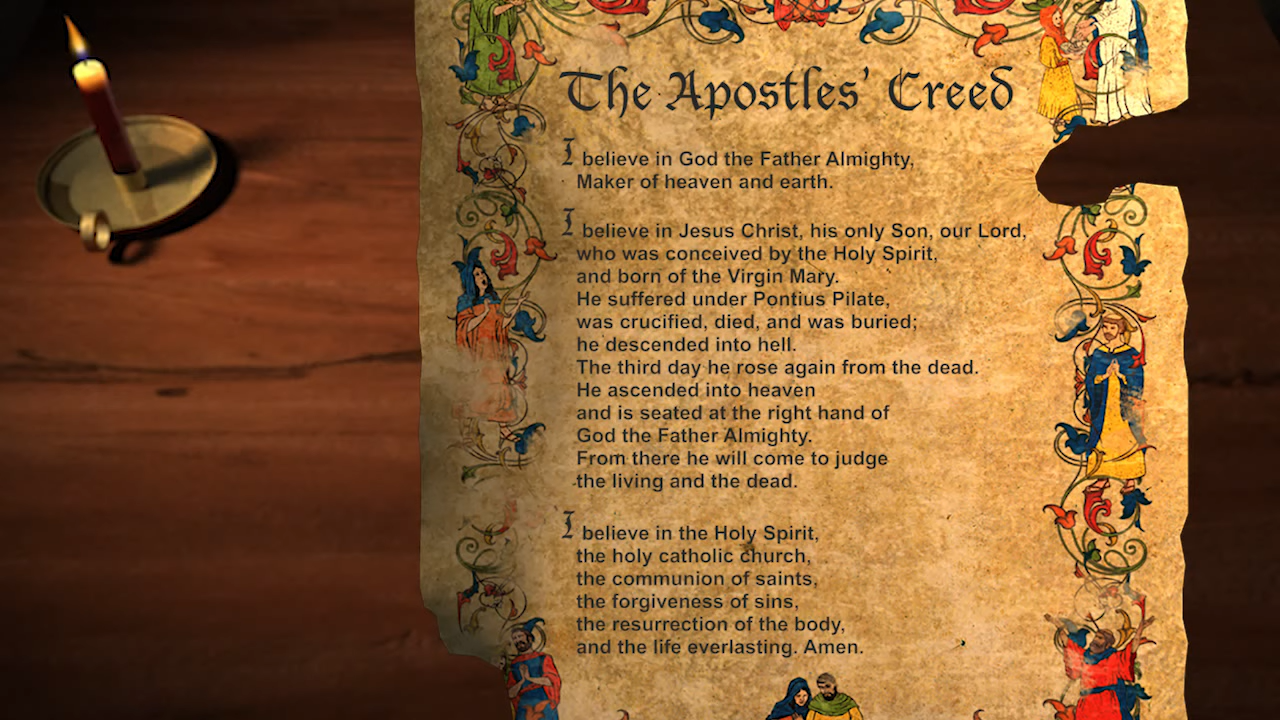 The Apostles' Creed
I believe in God the Father Almighty,
Maker of heaven and earth.
I believe in Jesus Christ, his only Son, our Lord,
who was conceived by the Holy Spirit,
and born of the Virgin Mary.
He suffered under Pontius Pilate,
was crucified, died, and was buried;
he descended into hell.
The third day he rose again from the dead.
He ascended into heaven
and is seated at the right hand of
God the Father Almighty.
From there he will come to judge
the living and the dead.
I believe in the Holy Spirit,
the holy catholic church,
the communion of saints,
the forgiveness of sins,
the resurrection of the body,
and the life everlasting. Amen.